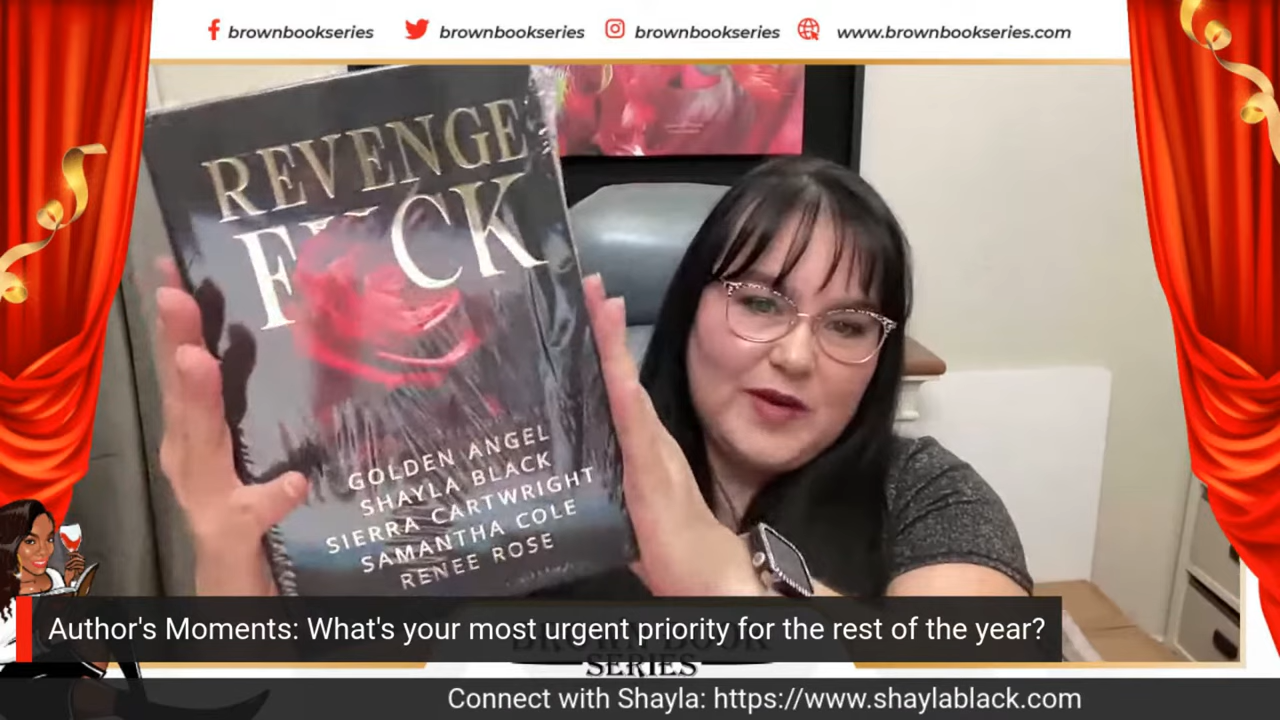 brownbookseries
brownbookseries
brownbookseries
www.brownbookseries.com
REVENGE
F CK
GOLDEN ANGEL
SHAYLA BLACK
SIERRA CARTWRIGHT
SAMANTHA COLE
RENEE ROSE
Author's Moments: What's your most urgent priority for the rest of the year?
SERIES
Connect with Shayla: https://www.shaylablack.com